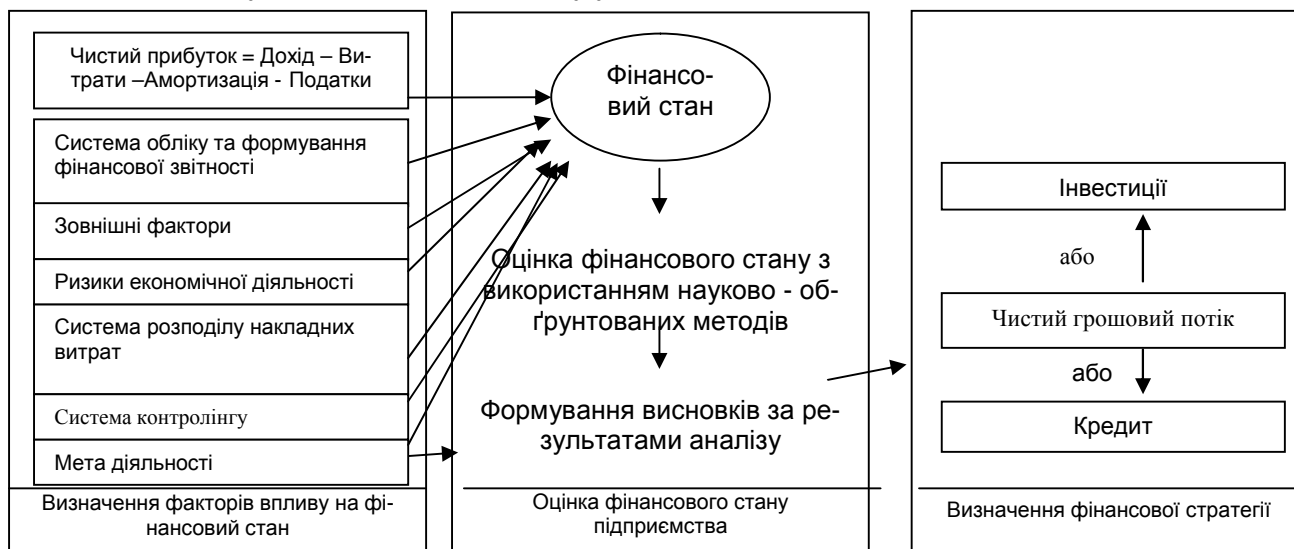 Чистий прибуток = Дохід – Ви-
трати –Амортизація - Податки
Система обліку та формування
фінансової звітності
Зовнішні фактори
Ризики економічної діяльності
Система розподілу накладних
витрат
Система контролінгу
Мета діяльності
Визначення факторів впливу на фі-
нансовий стан
Фінансо-
вий стан
Оцінка фінансового стану з
використанням науково - об-
ґрунтованих методів
Формування висновків за ре-
зультатами аналізу
Оцінка фінансового стану
підприємства
Інвестиції
або
Чистий грошовий потік
або
Кредит
Визначення фінансової стратегії